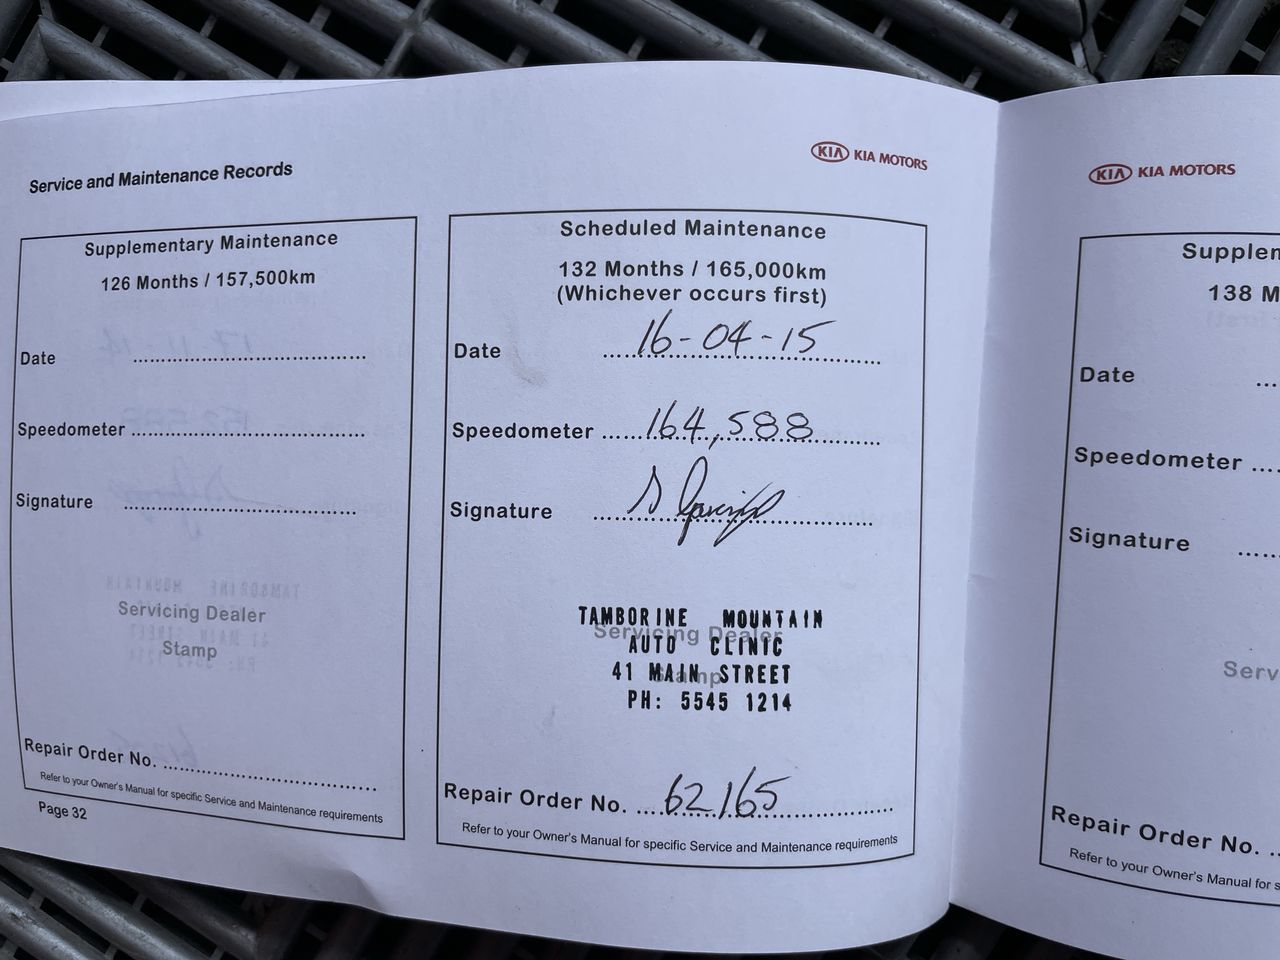 Service and Maintenance Records
KIA KIA MOTORS
Supplementary Maintenance
126 Months / 157,500km
Date
Speedometer
Signature
Servicing Dealer
Stamp
Repair Order No.
Refer to your Owner's Manual for specific Service and Maintenance requirements
Page 32
Scheduled Maintenance
132 Months / 165,000km
(Whichever occurs first)
Date 16-04-15
Speedometer 164,588
Signature
Servicing Dealer
Stamp
TAMBORINE MOUNTAIN
AUTO CLINIC
41 MAIN STREET
PH: 5545 1214
Repair Order No. 62165
Refer to your Owner's Manual for specific Service and Maintenance requirements
KIA KIA MOTORS
Supplem
138 M
Date
Speedometer
Signature
Serv
Repair Order No.
Refer to your Owner's Manual for s